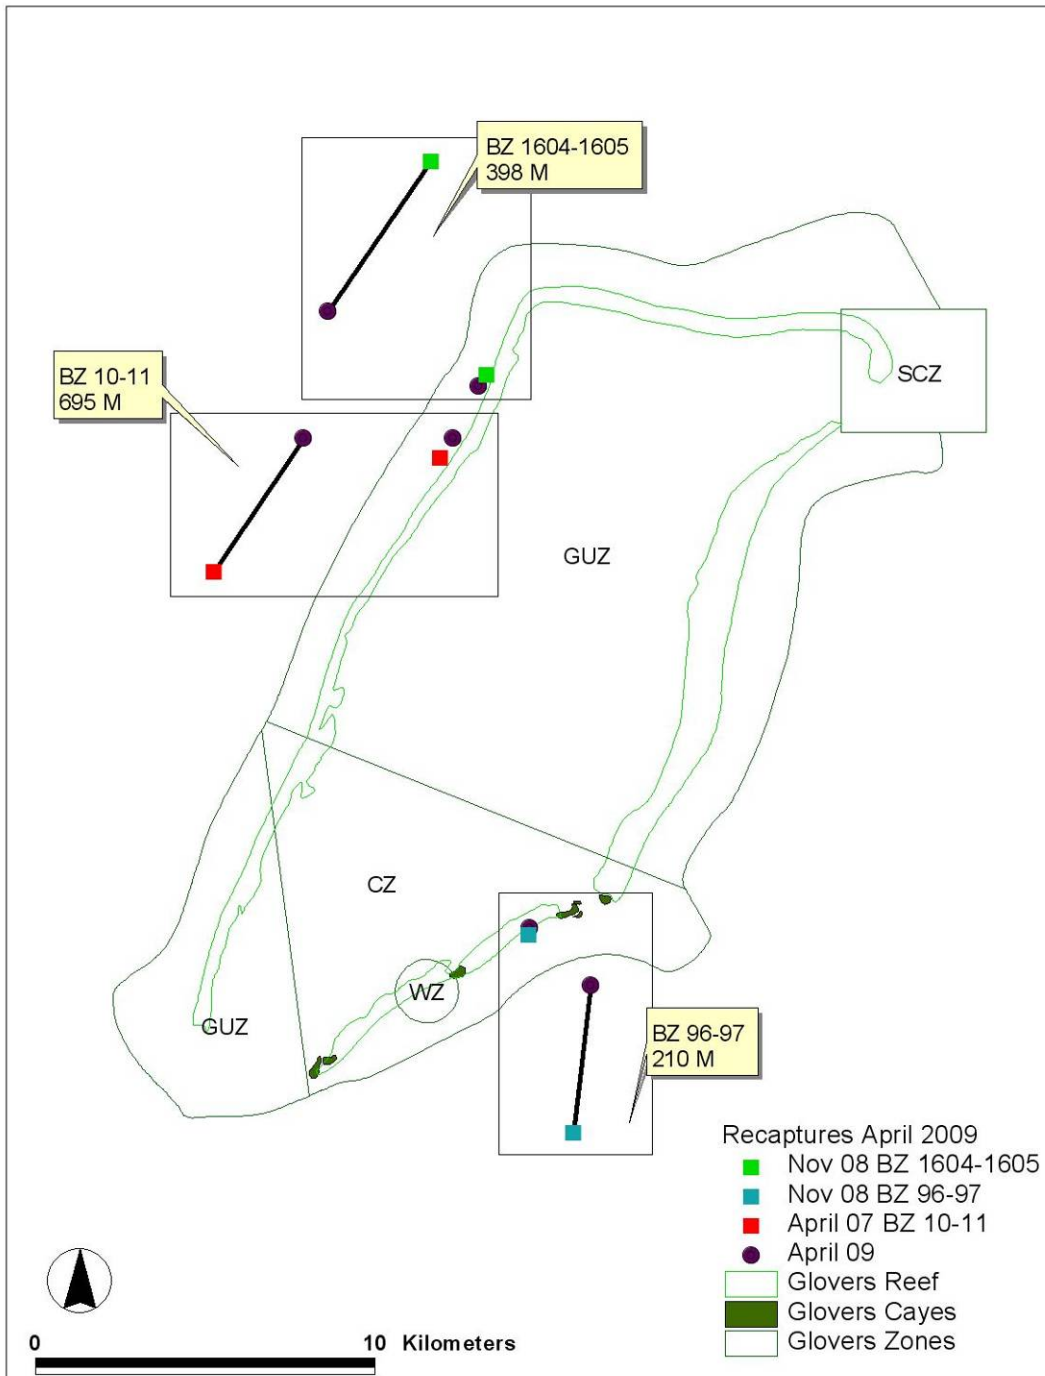 BZ 1604-1605
398 M
BZ 10-11
695 M
SCZ
GUZ
CZ
WZ
GUZ
BZ 96-97
210 M
Recaptures April 2009
Nov 08 BZ 1604-1605
Nov 08 BZ 96-97
April 07 BZ 10-11
April 09
Glovers Reef
Glovers Cayes
Glovers Zones
0 10 Kilometers